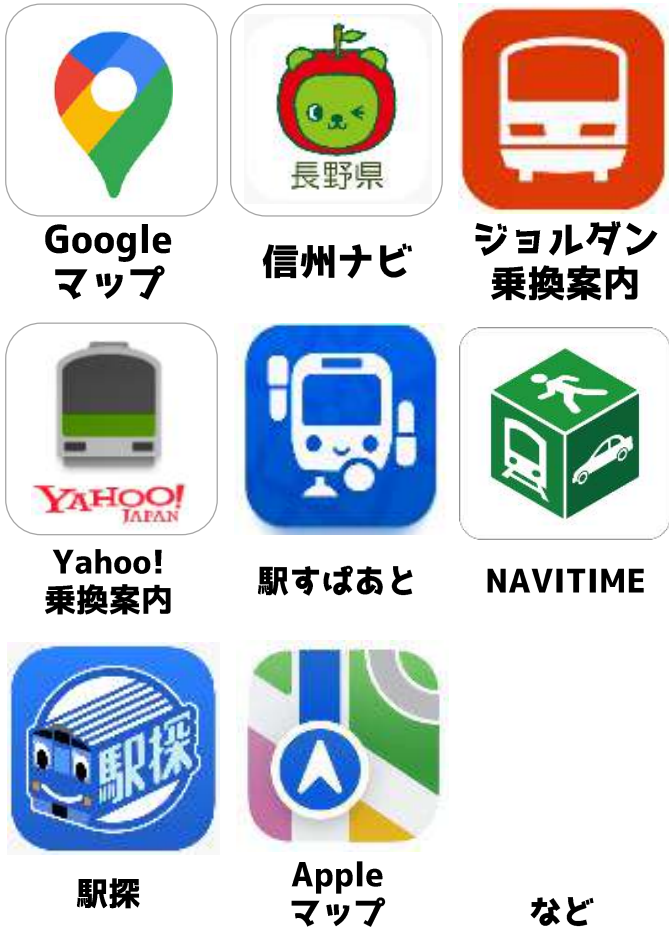 長野県
Google
マップ
信州ナビ
ジョルダン
乗換案内
YAHOO!
JAPAN
Yahoo!
乗換案内
駅すぱあと
NAVITIME
駅探
駅探
Apple
マップ
など